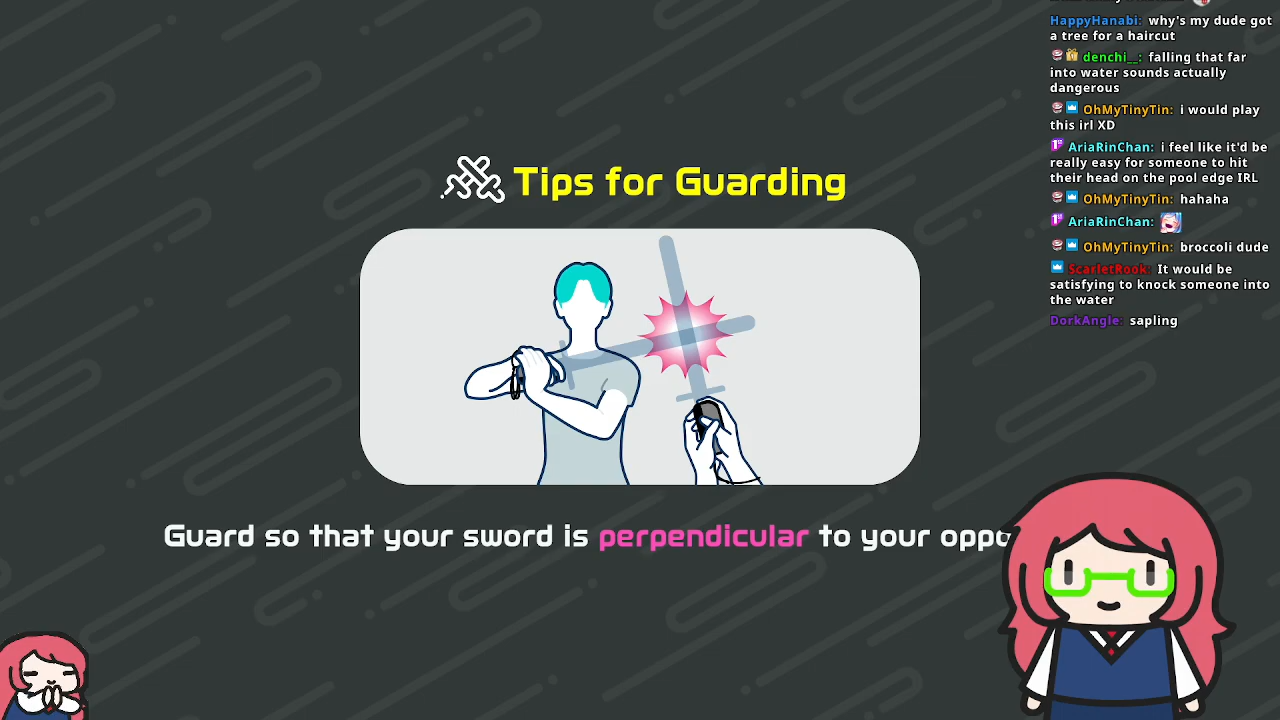 HappyHanabi: why's my dude got
a tree for a haircut
denchi__: falling that far
into water sounds actually
dangerous
OhMyTinyTin: i would play
this irl XD
AriaRinChan: i feel like it'd be
really easy for someone to hit
their head on the pool edge IRL
OhMyTinyTin: hahaha
AriaRinChan:
OhMyTinyTin: broccoli dude
ScarletRook: It would be
satisfying to knock someone into
the water
DorkAngle: sapling
Tips for Guarding
Guard so that your sword is perpendicular to your oppo